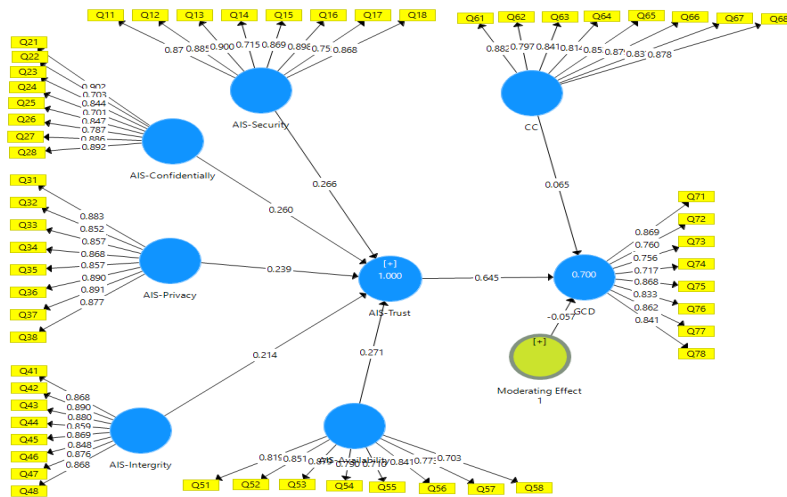 Q11 Q12 Q13 Q14 Q15 Q16 Q17 Q18
0.885 0.900 0.715 0.869 0.868
AIS-Security
Q61 Q62 Q63 Q64 Q65 Q66 Q67 Q68
0.882 0.797 0.841 0.878
CC
Q21
Q22
Q23
Q24
Q25
Q26
Q27
Q28
0.902
0.703
0.844
0.701
0.847
0.787
0.886
0.892
AIS-Confidentially
0.266
0.260
0.065
Q31
Q32
Q33
Q34
Q35
Q36
Q37
Q38
0.883
0.852
0.857
0.868
0.857
0.890
0.891
0.877
AIS-Privacy
0.239
[+]
1.000
AIS-Trust
0.645
0.700
GCD
Q71
Q72
Q73
Q74
Q75
Q76
Q77
Q78
0.869
0.760
0.756
0.717
0.868
0.833
0.862
0.841
-0.057
[+]
Moderating Effect
1
0.214
0.271
Q41
Q42
Q43
Q44
Q45
Q46
Q47
Q48
0.868
0.890
0.880
0.859
0.869
0.848
0.876
0.868
AIS-Intergrity
AIS-Availability
0.819 0.851 0.841 0.703
Q51 Q52 Q53 Q54 Q55 Q56 Q57 Q58